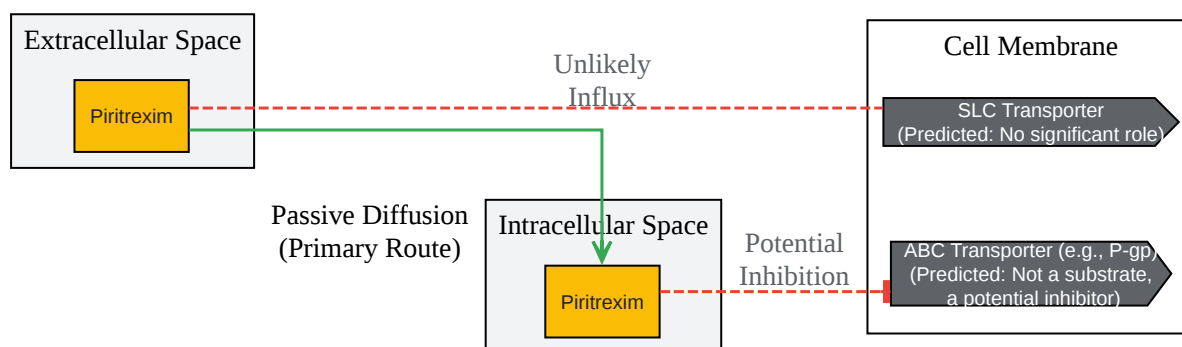 Extracellular Space
Piritrexim
Unlikely
Influx
Cell Membrane
SLC Transporter
(Predicted: No significant role)
Passive Diffusion
(Primary Route)
Intracellular Space
Piritrexim
Potential
Inhibition
ABC Transporter (e.g., P-gp)
(Predicted: Not a substrate,
a potential inhibitor)